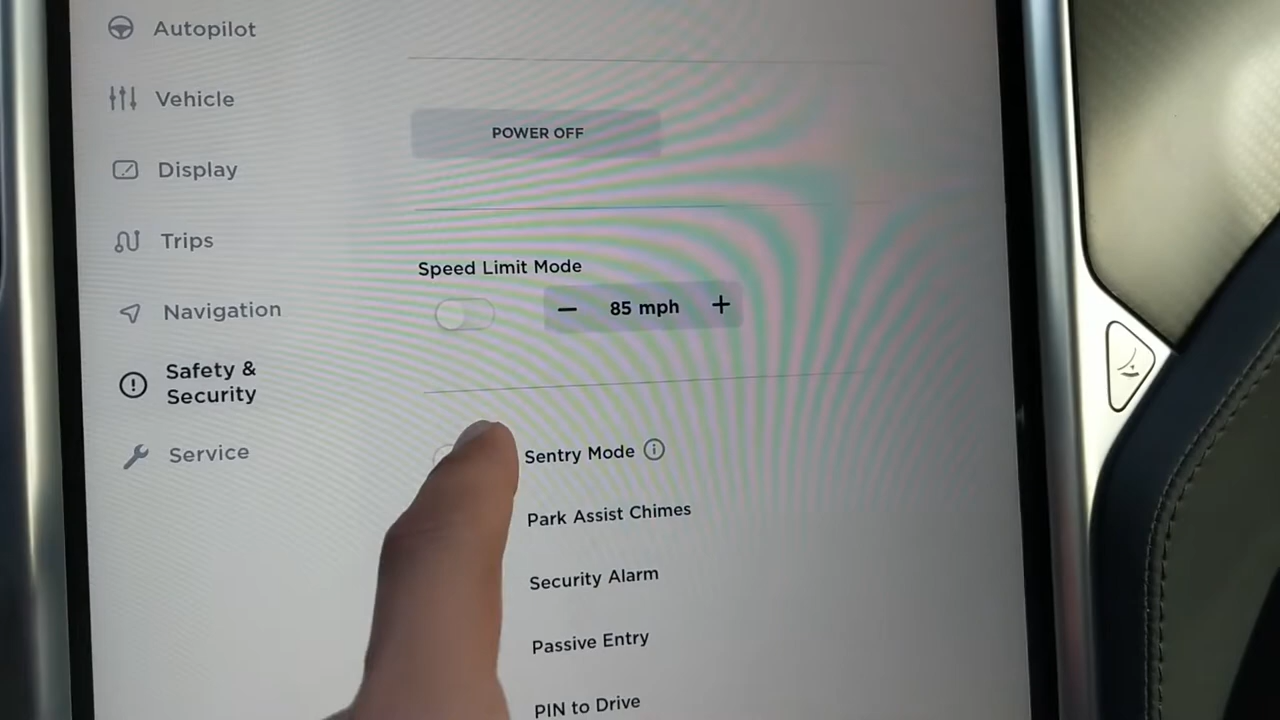 Autopilot
Vehicle
Display
Trips
Navigation
Safety &
Security
Service
POWER OFF
Speed Limit Mode
– 85 mph +
Sentry Mode
Park Assist Chimes
Security Alarm
Passive Entry
PIN to Drive